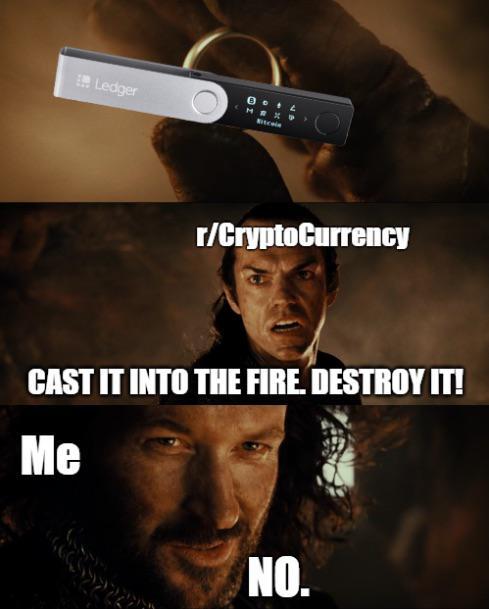 Ledger
Bitcoin
r/CryptoCurrency
CAST IT INTO THE FIRE. DESTROY IT!
Me
NO.